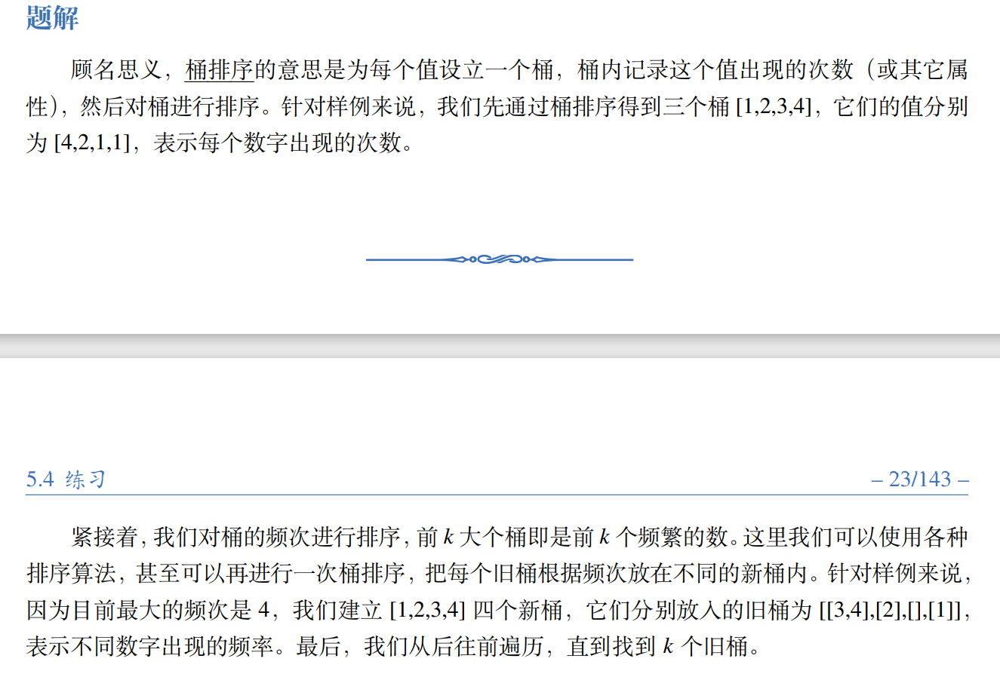 题解
顾名思义，桶排序的意思是为每个值设立一个桶，桶内记录这个值出现的次数（或其它属
性），然后对桶进行排序。针对样例来说，我们先通过桶排序得到三个桶 [1,2,3,4]，它们的值分别
为 [4,2,1,1]，表示每个数字出现的次数。
5.4 练习
– 23/143 –
紧接着，我们对桶的频次进行排序，前 k 大个桶即是前 k 个频繁的数。这里我们可以使用各种
排序算法，甚至可以再进行一次桶排序，把每个旧桶根据频次放在不同的新桶内。针对样例来说，
因为目前最大的频次是 4，我们建立 [1,2,3,4] 四个新桶，它们分别放入的旧桶为 [[3,4],[2],[],[1]]，
表示不同数字出现的频率。最后，我们从后往前遍历，直到找到 k 个旧桶。